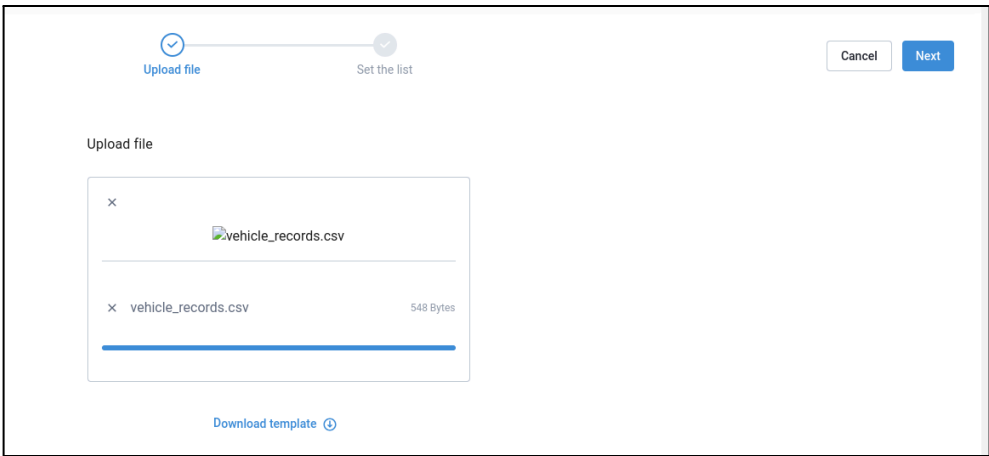 Upload file
Set the list
Cancel
Next
Upload file
vehicle_records.csv
vehicle_records.csv
548 Bytes
Download template